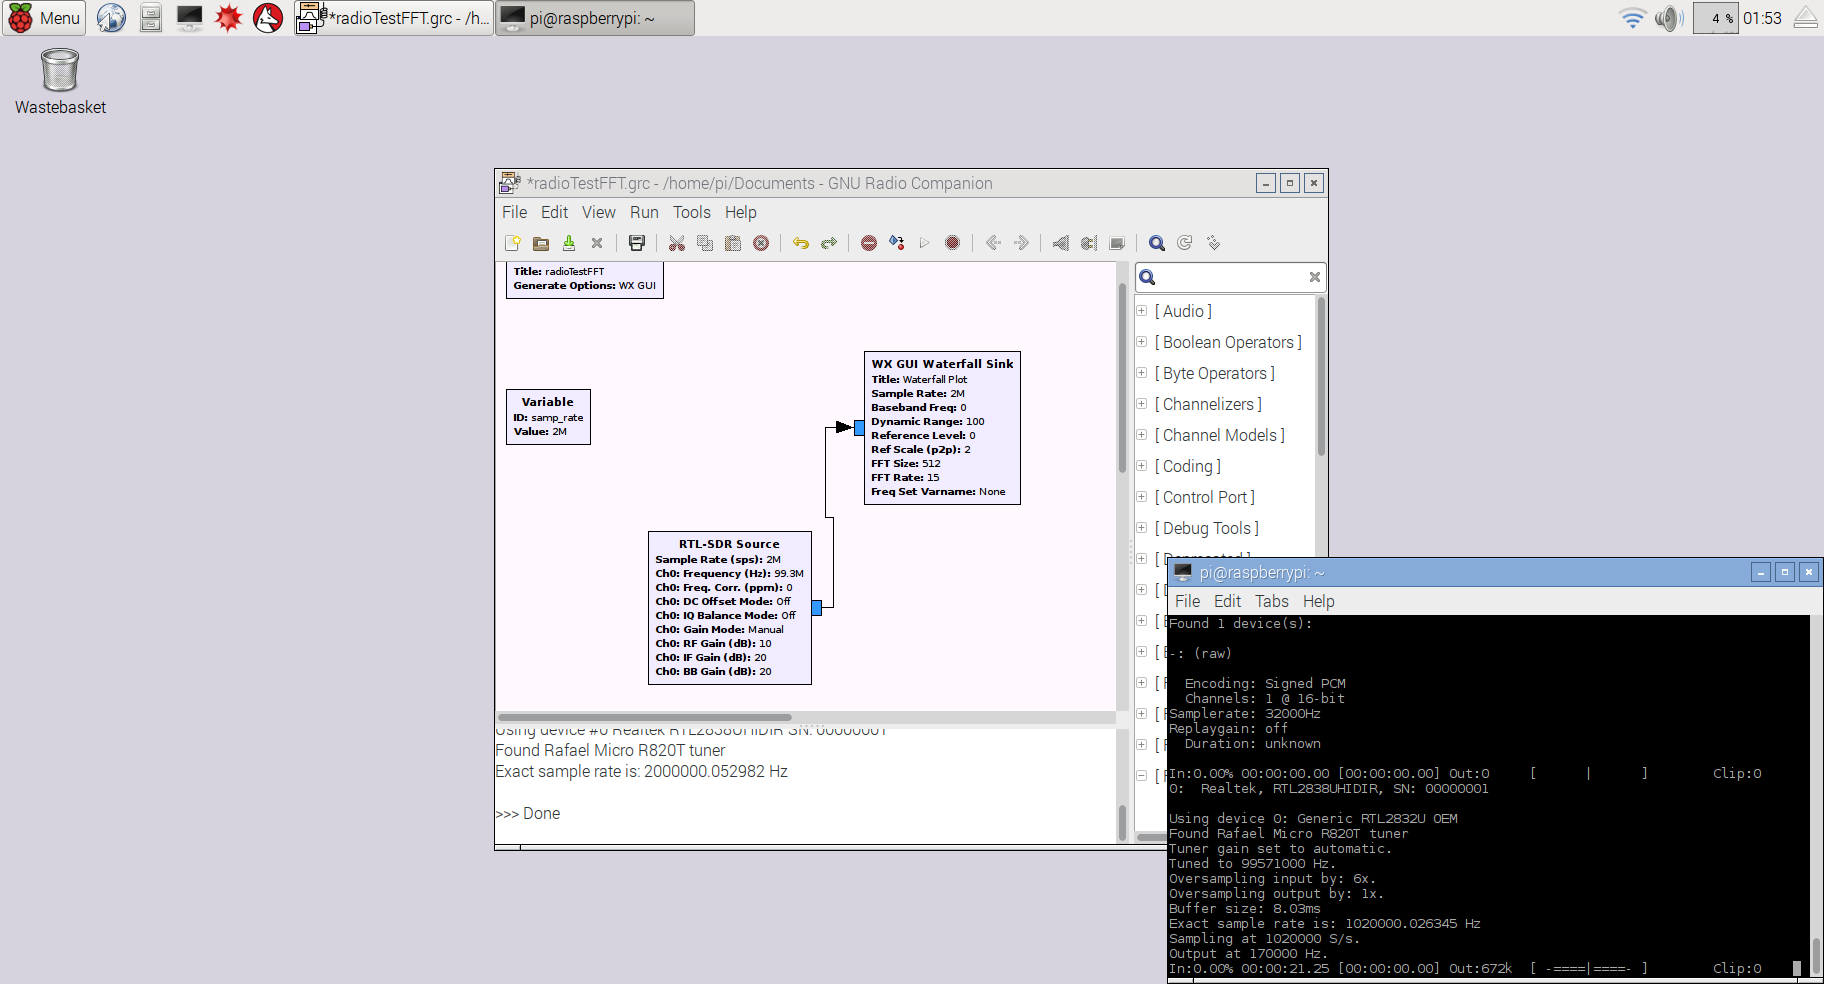 Menu
*radioTestFFT.grc - /h...
pi@raspberrypi: ~
4 %
01:53
Wastebasket
*radioTestFFT.grc - /home/pi/Documents - GNU Radio Companion
File Edit View Run Tools Help
Title: radioTestFFT
Generate Options: WX GUI
Variable
ID: samp_rate
Value: 2M
WX GUI Waterfall Sink
Title: Waterfall Plot
Sample Rate: 2M
Baseband Freq: 0
Dynamic Range: 100
Reference Level: 0
Ref Scale (p2p): 2
FFT Size: 512
FFT Rate: 15
Freq Set Varname: None
RTL-SDR Source
Sample Rate (sps): 2M
Ch0: Frequency (Hz): 99.3M
Ch0: Freq. Corr. (ppm): 0
Ch0: DC Offset Mode: Off
Ch0: IQ Balance Mode: Off
Ch0: Gain Mode: Manual
Ch0: RF Gain (dB): 10
Ch0: IF Gain (dB): 20
Ch0: BB Gain (dB): 20
[ Audio ]
[ Boolean Operators ]
[ Byte Operators ]
[ Channelizers ]
[ Channel Models ]
[ Coding ]
[ Control Port ]
[ Debug Tools ]
[ Deprecated ]
Using device #0 Realtek RTL2838UHIDIR SN: 00000001
Found Rafael Micro R820T tuner
Exact sample rate is: 2000000.052982 Hz
>>> Done
pi@raspberrypi: ~
File Edit Tabs Help
Found 1 device(s):
-: (raw)
Encoding: Signed PCM
Channels: 1 @ 16-bit
Samplerate: 32000Hz
Replaygain: off
Duration: unknown
In:0.00% 00:00:00.00 [00:00:00.00] Out:0     [      |      ]        Clip:0
0:  Realtek, RTL2838UHIDIR, SN: 00000001
Using device 0: Generic RTL2832U OEM
Found Rafael Micro R820T tuner
Tuner gain set to automatic.
Tuned to 99571000 Hz.
Oversampling input by: 6x.
Oversampling output by: 1x.
Buffer size: 8.03ms
Exact sample rate is: 1020000.026345 Hz
Sampling at 1020000 S/s.
Output at 170000 Hz.
In:0.00% 00:00:21.25 [00:00:00.00] Out:672k  [ -====|====- ]        Clip:0